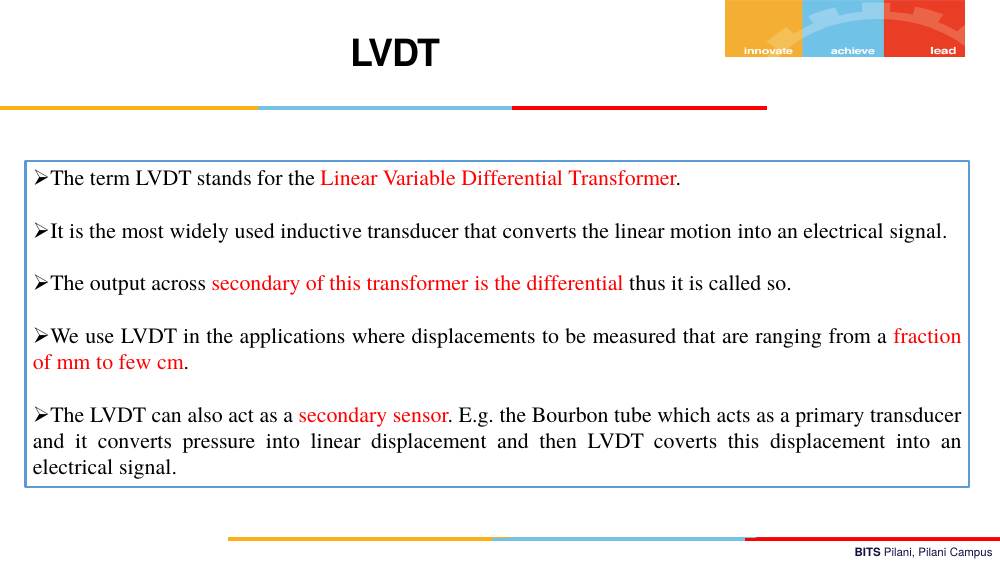 LVDT
innovate achieve lead
➢The term LVDT stands for the Linear Variable Differential Transformer.
➢It is the most widely used inductive transducer that converts the linear motion into an electrical signal.
➢The output across secondary of this transformer is the differential thus it is called so.
➢We use LVDT in the applications where displacements to be measured that are ranging from a fraction
of mm to few cm.
➢The LVDT can also act as a secondary sensor. E.g. the Bourbon tube which acts as a primary transducer
and it converts pressure into linear displacement and then LVDT coverts this displacement into an
electrical signal.
BITS Pilani, Pilani Campus